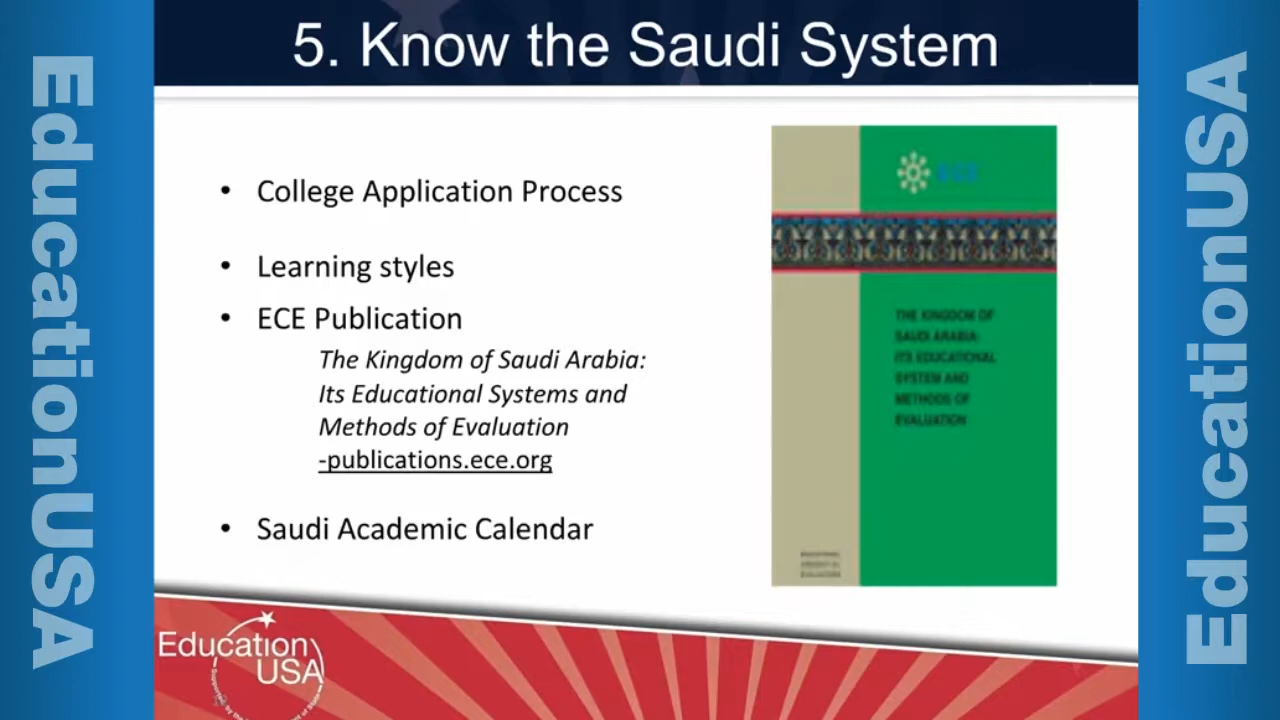 5. Know the Saudi System
EducationUSA
• College Application Process
• Learning styles
• ECE Publication
The Kingdom of Saudi Arabia:
Its Educational Systems and
Methods of Evaluation
-publications.ece.org
• Saudi Academic Calendar
ECE
THE KINGDOM OF
SAUDI ARABIA:
ITS EDUCATIONAL
SYSTEM AND
METHODS OF
EVALUATION
Education
USA
EducationUSA